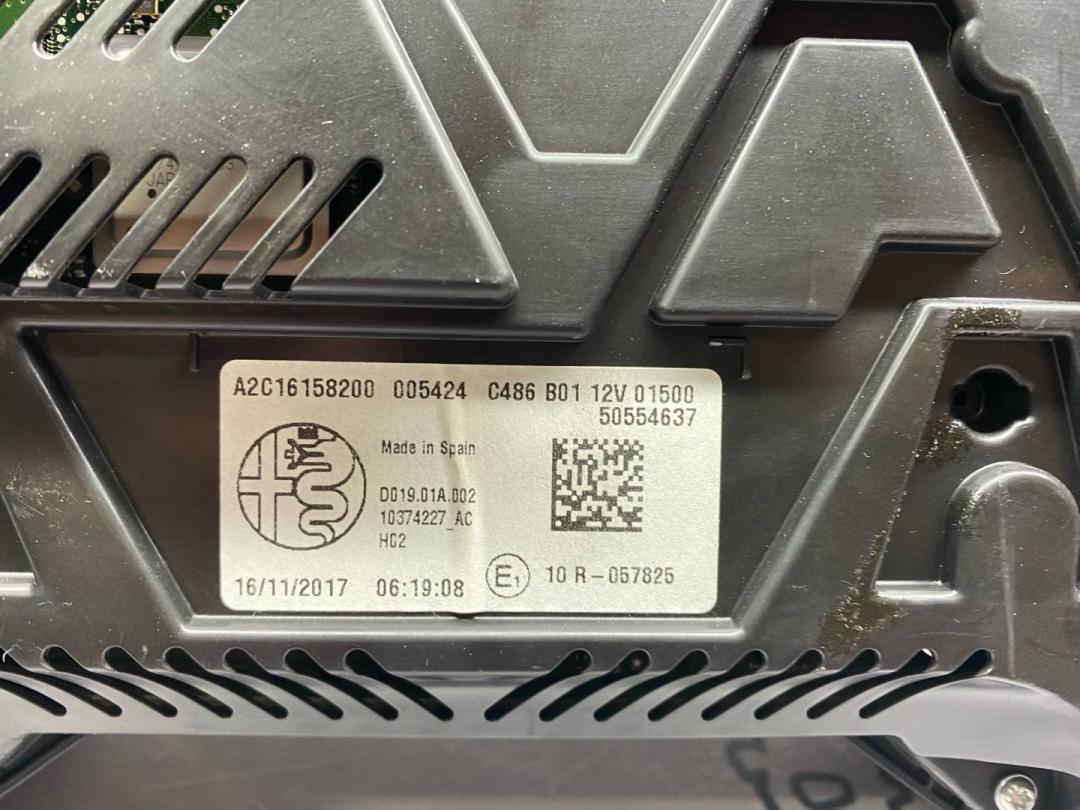 A2C16158200 005424 C486 B01 12V 01500
50554637
Made in Spain
D019.01A.002
10374227_AC
H02
16/11/2017 06:19:08
E1 10 R-057825